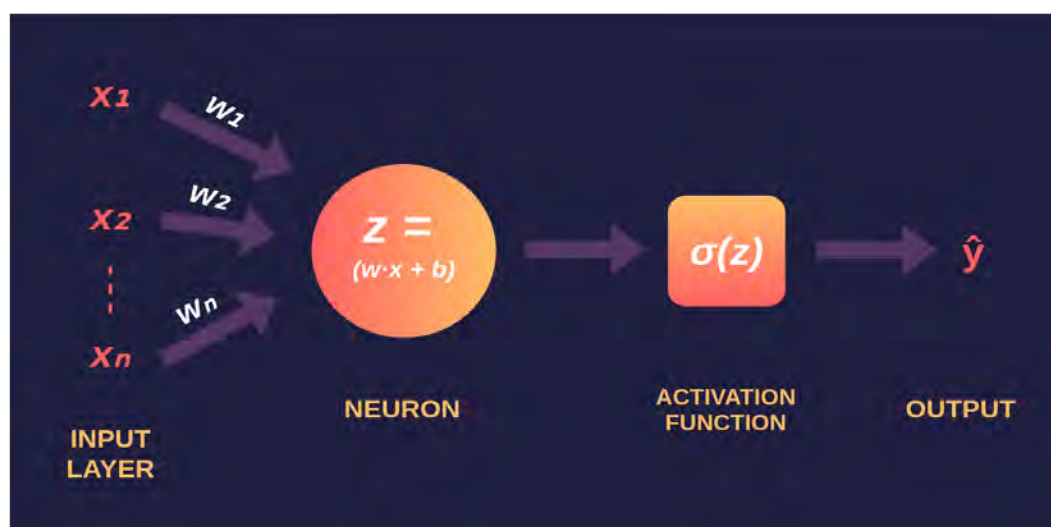 x1
w1
x2
w2
xn
wn
z =
(w·x + b)
σ(z)
ŷ
INPUT
LAYER
NEURON
ACTIVATION
FUNCTION
OUTPUT